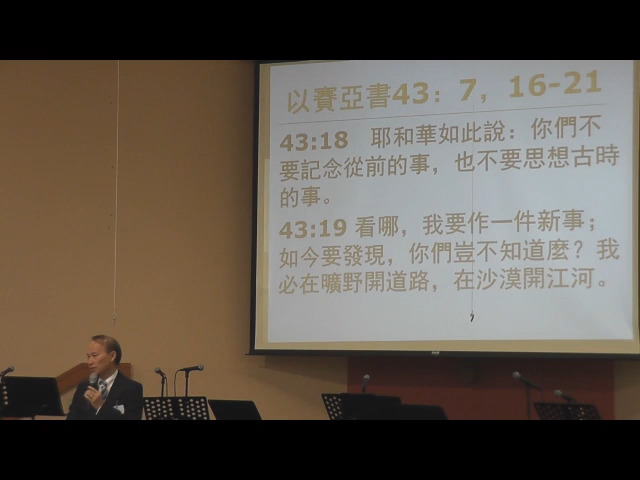 以賽亞書43：7，16-21
43:18 耶和華如此說：你們不
要記念從前的事，也不要思想古時
的事。
43:19 看哪，我要作一件新事；
如今要發現，你們豈不知道麼？我
必在曠野開道路，在沙漠開江河。